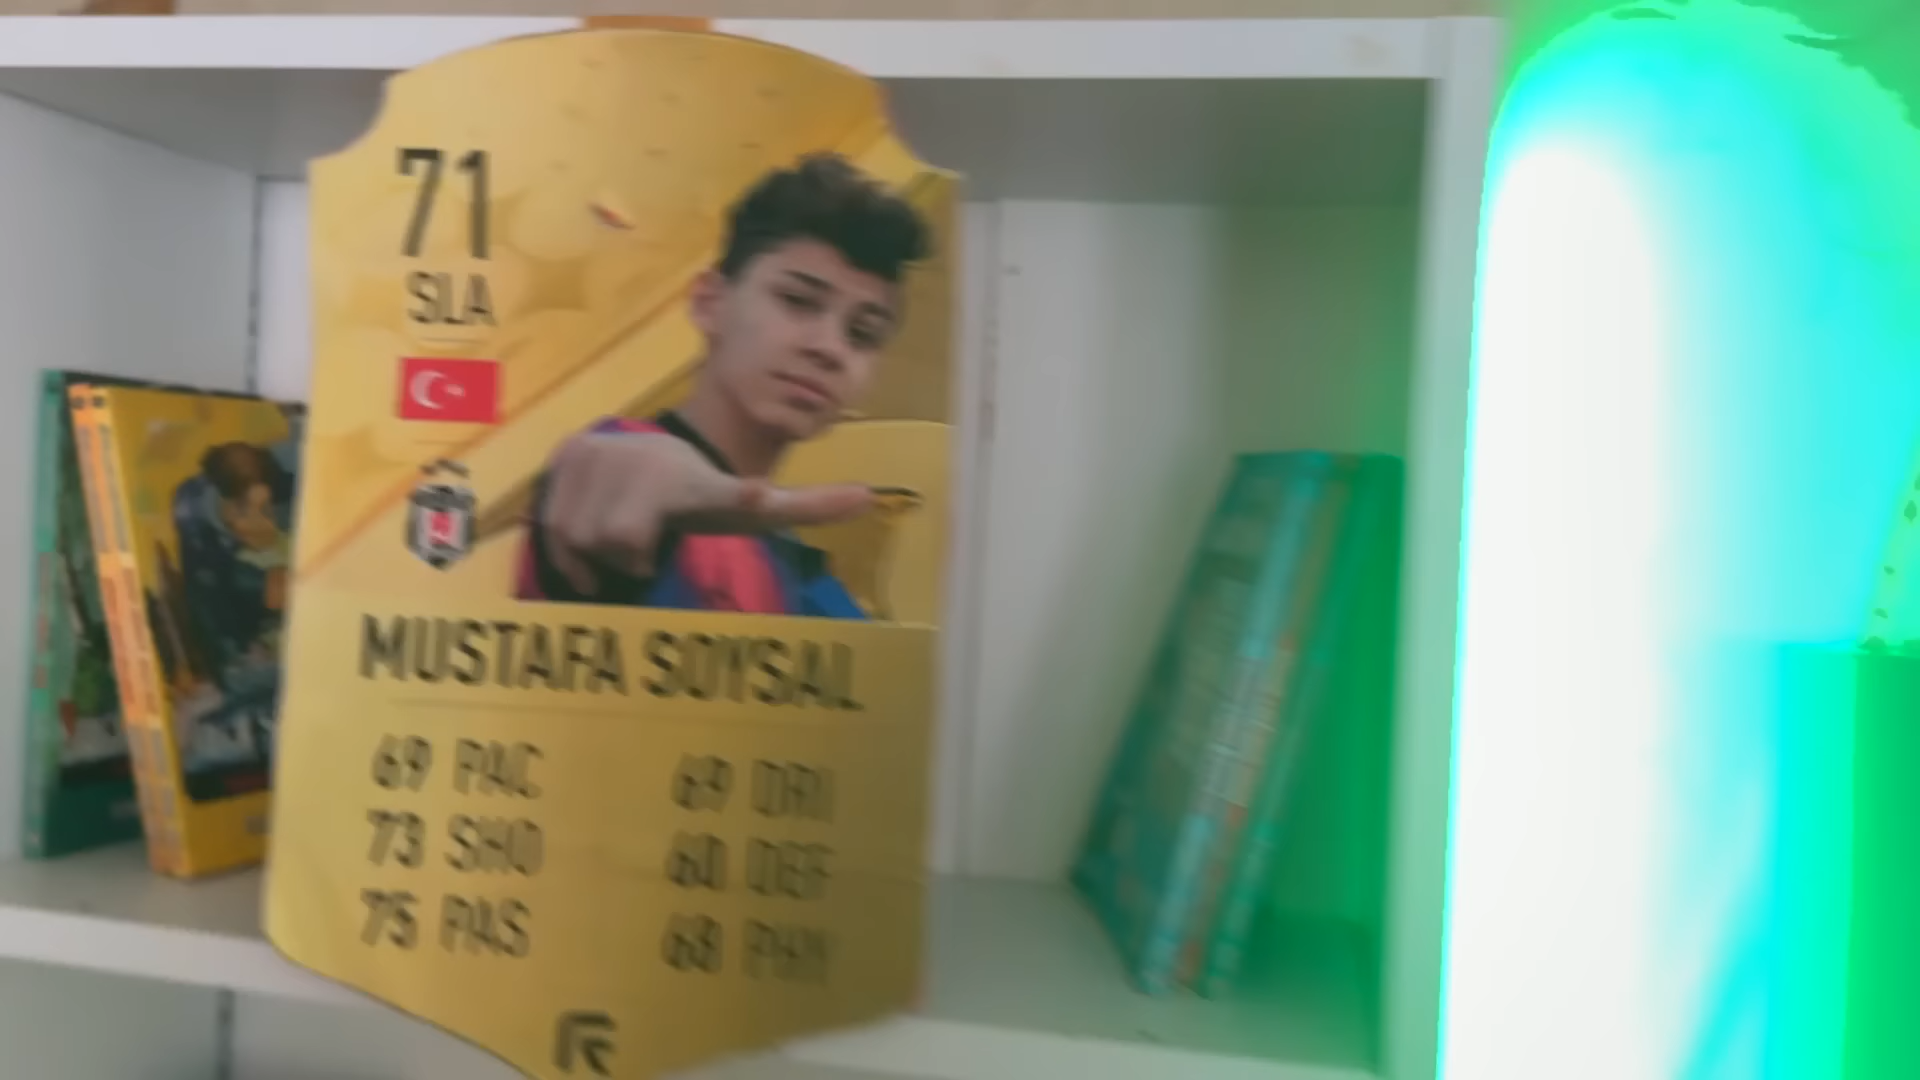 71
SLA
MUSTAFA SOYSAL
69 PAC 69 DRI
73 SHO 60 DEF
75 PAS 68 PHY